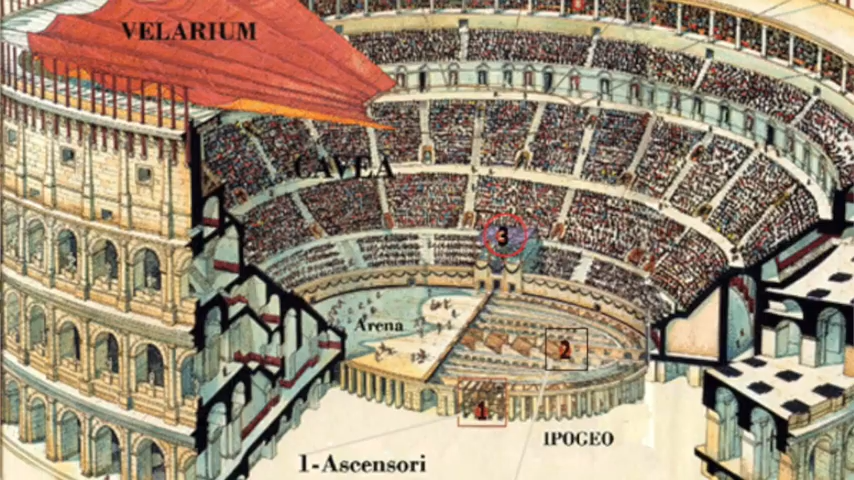 VELARIUM
CAVEA
3
Arena
2
1
IPOGEO
1-Ascensori